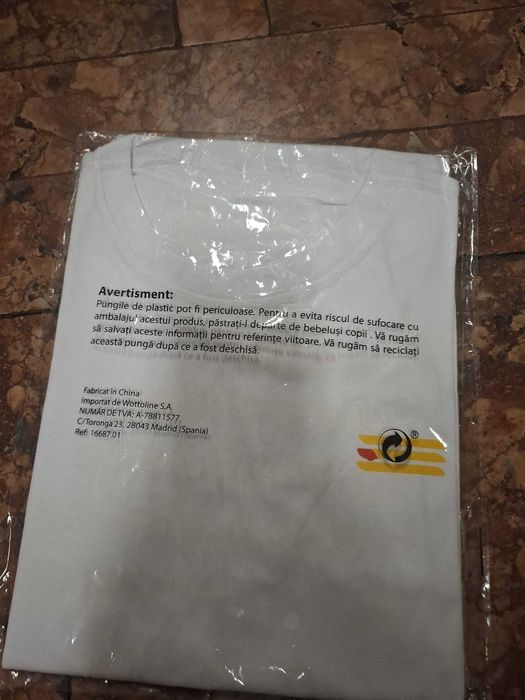 Avertisment:
Pungile de plastic pot fi periculoase. Pentru a evita riscul de sufocare cu
ambalajul acestui produs, păstrați-l departe de bebeluși copii . Vă rugăm
să salvați aceste informații pentru referințe viitoare. Vă rugăm să reciclați
această pungă după ce a fost deschisă.
Fabricat în China
Importat de Wottoline S.A.
NUMĂR DE TVA: A-78811577
C/Toronga 23, 28043 Madrid (Spania)
Ref: 16687.01
®